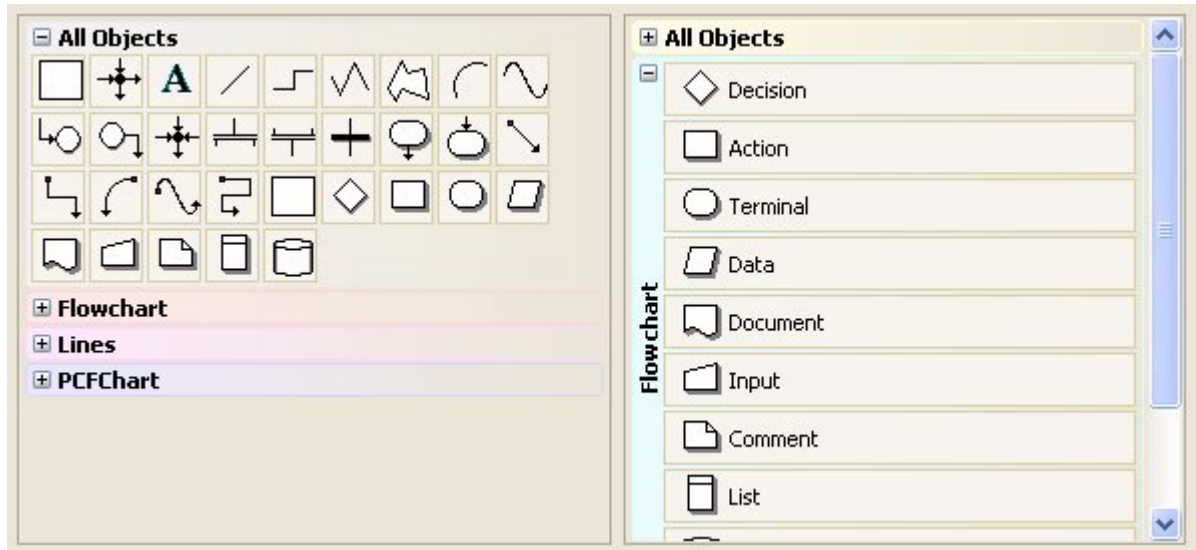 All Objects
A
Flowchart
Lines
PCFChart
All Objects
Flowchart
Decision
Action
Terminal
Data
Document
Input
Comment
List